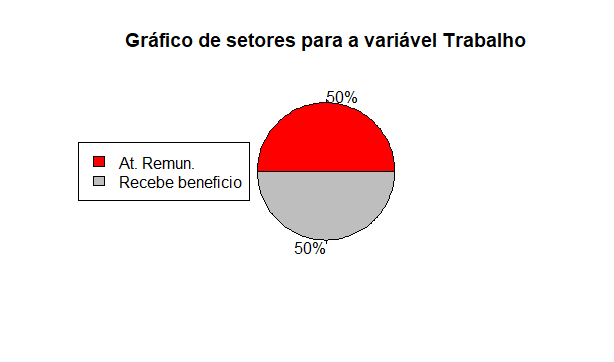 Gráfico de setores para a variável Trabalho
50%
At. Remun.
Recebe beneficio
50%